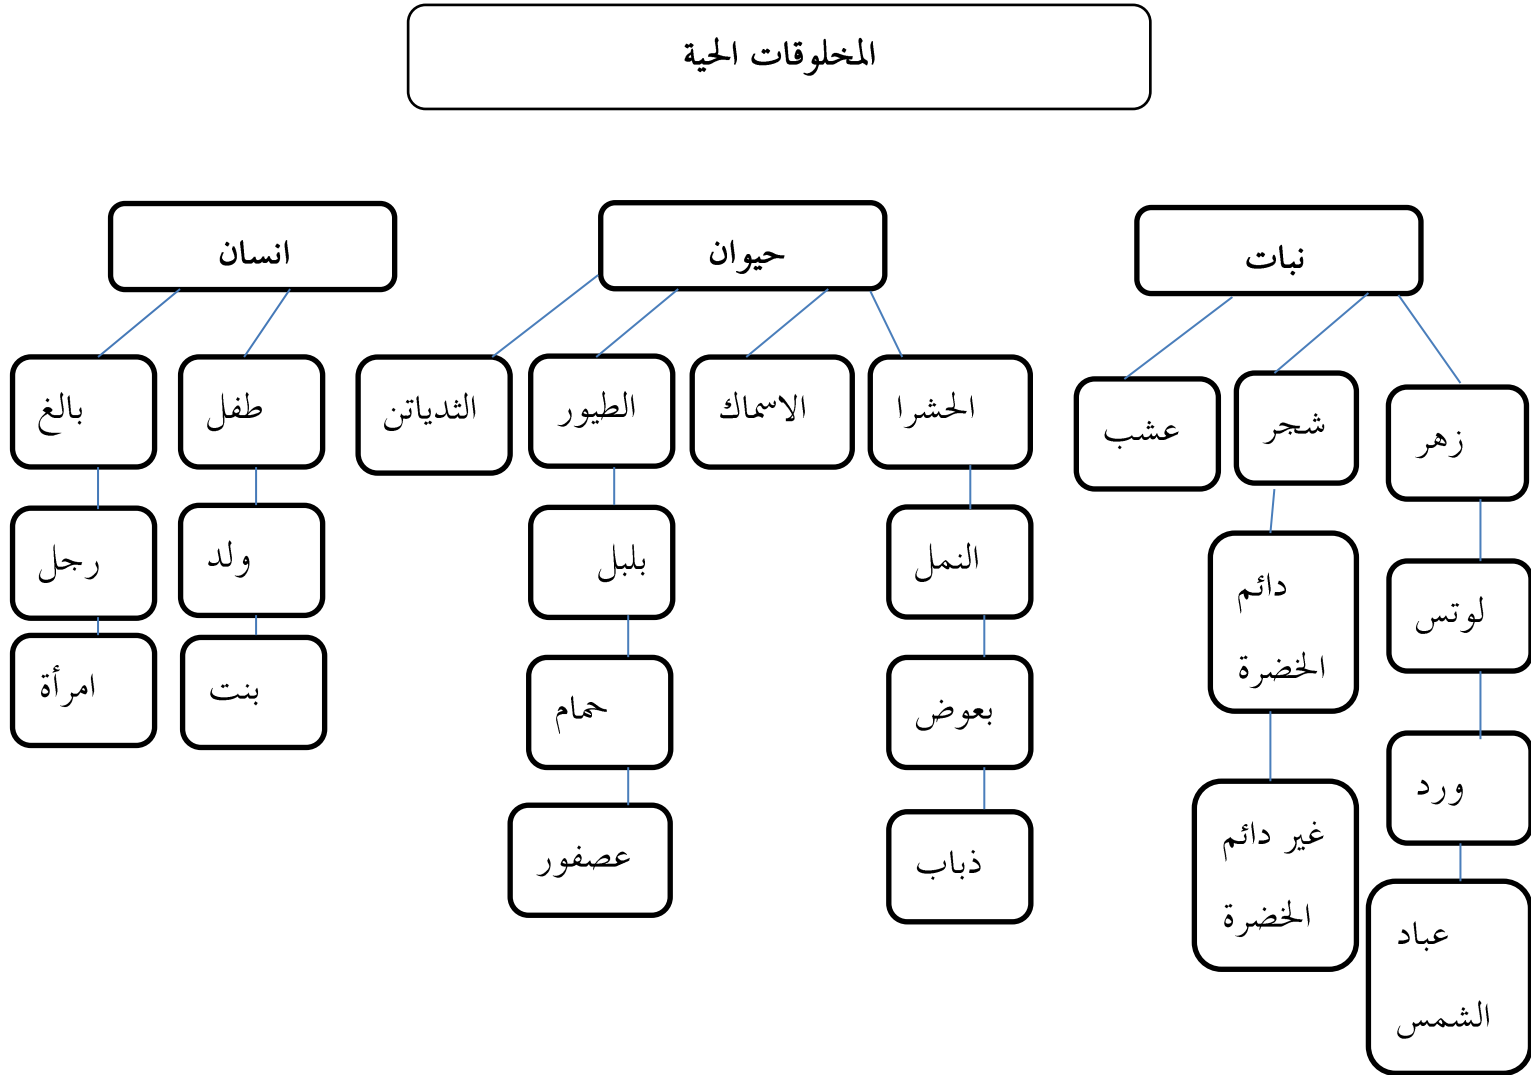 المخلوقات الحية
نبات
حيوان
انسان
زهر
شجر
عشب
الحشرا
الاسماك
الطيور
الثدياتن
طفل
بالغ
لوتس
دائم
الخضرة
النمل
بلبل
ولد
رجل
ورد
غير دائم
الخضرة
بعوض
حمام
بنت
امرأة
عباد
الشمس
ذباب
عصفور